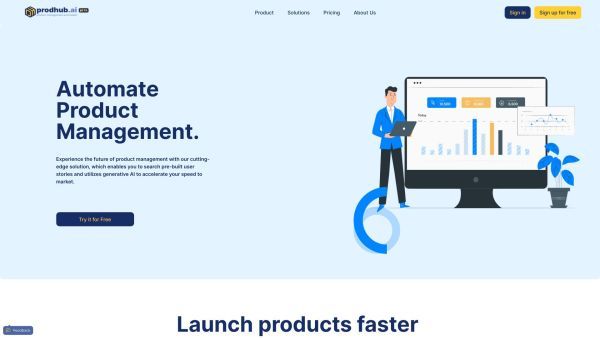 prodhub.ai
Product
Solutions
Pricing
About Us
Sign in
Sign up for free
Automate
Product
Management.
Experience the future of product management with our cutting-
edge solution, which enables you to search pre-built user
stories and utilizes generative AI to accelerate your speed to
market.
Try it for Free
Today
Launch products faster
Feedback